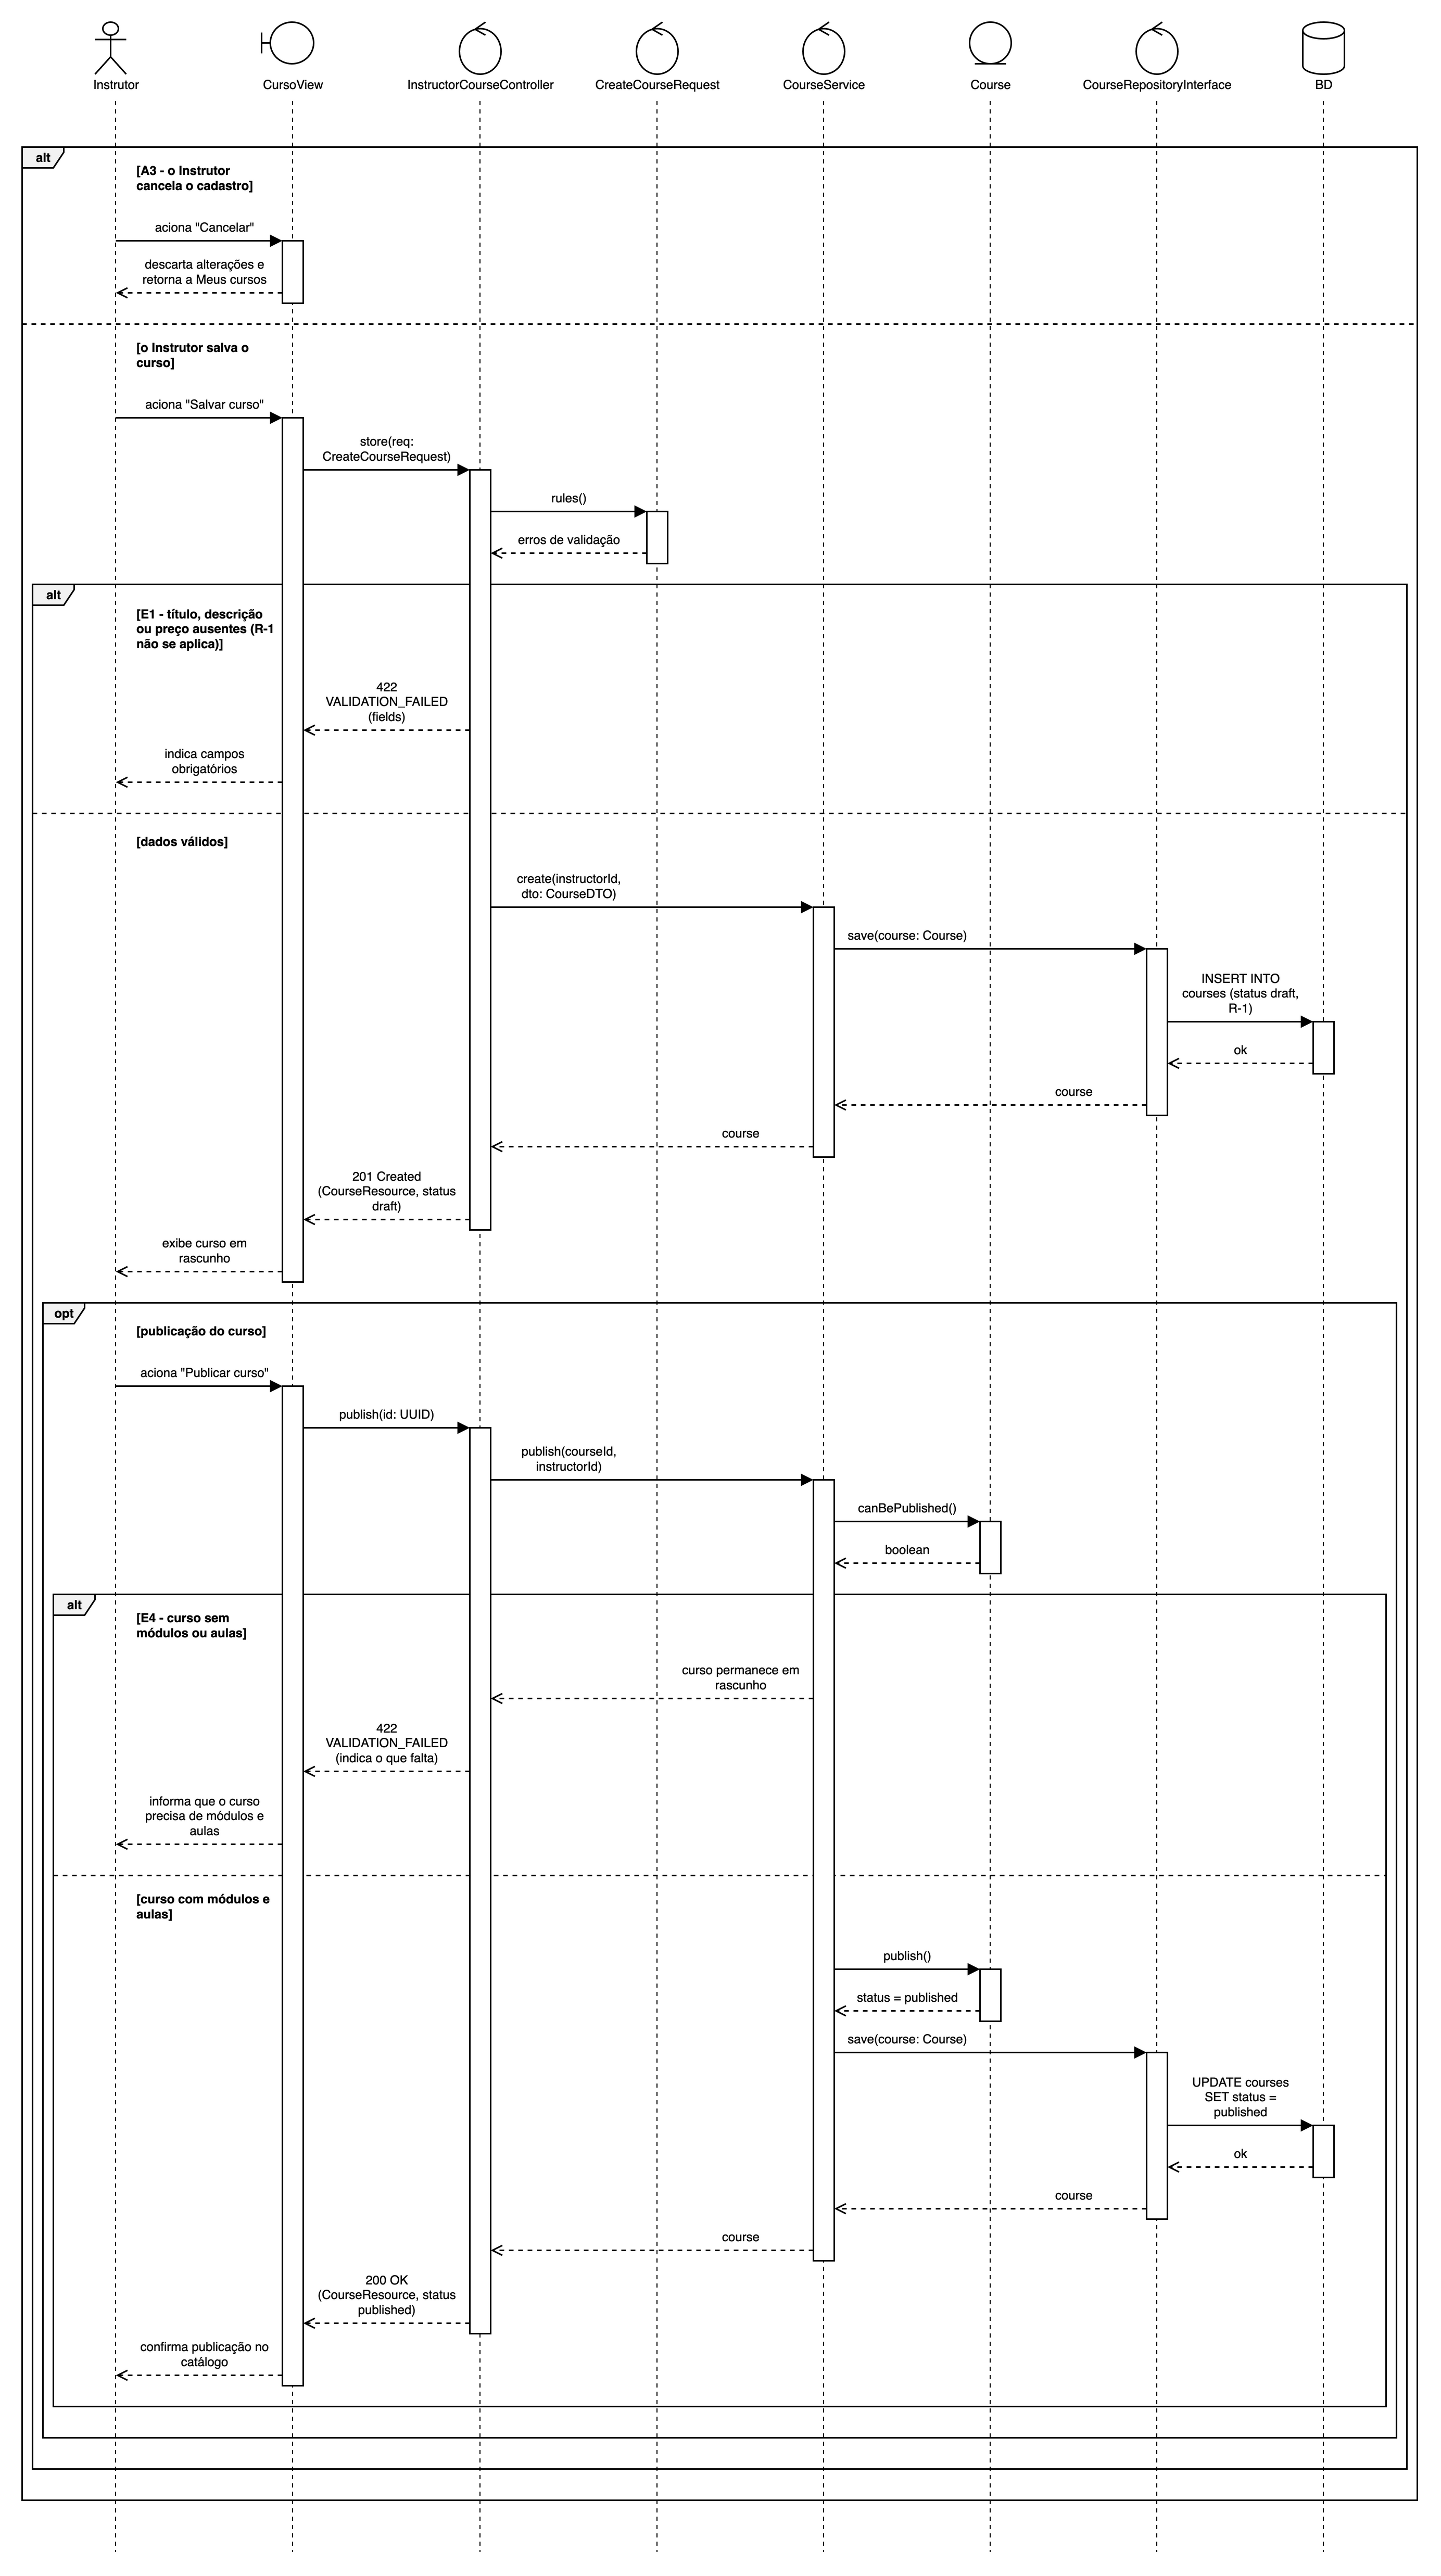 Instrutor
CursoView
InstructorCourseController
CreateCourseRequest
CourseService
Course
CourseRepositoryInterface
BD
alt
[A3 - o Instrutor
cancela o cadastro]
aciona "Cancelar"
descarta alterações e
retorna a Meus cursos
[o Instrutor salva o
curso]
aciona "Salvar curso"
store(req:
CreateCourseRequest)
rules()
erros de validação
alt
[E1 - título, descrição
ou preço ausentes (R-1
não se aplica)]
422
VALIDATION_FAILED
(fields)
indica campos
obrigatórios
[dados válidos]
create(instructorId,
dto: CourseDTO)
save(course: Course)
INSERT INTO
courses (status draft,
R-1)
ok
course
course
201 Created
(CourseResource, status
draft)
exibe curso em
rascunho
opt
[publicação do curso]
aciona "Publicar curso"
publish(id: UUID)
publish(courseId,
instructorId)
canBePublished()
boolean
alt
[E4 - curso sem
módulos ou aulas]
curso permanece em
rascunho
422
VALIDATION_FAILED
(indica o que falta)
informa que o curso
precisa de módulos e
aulas
[curso com módulos e
aulas]
publish()
status = published
save(course: Course)
UPDATE courses
SET status =
published
ok
course
course
200 OK
(CourseResource, status
published)
confirma publicação no
catálogo